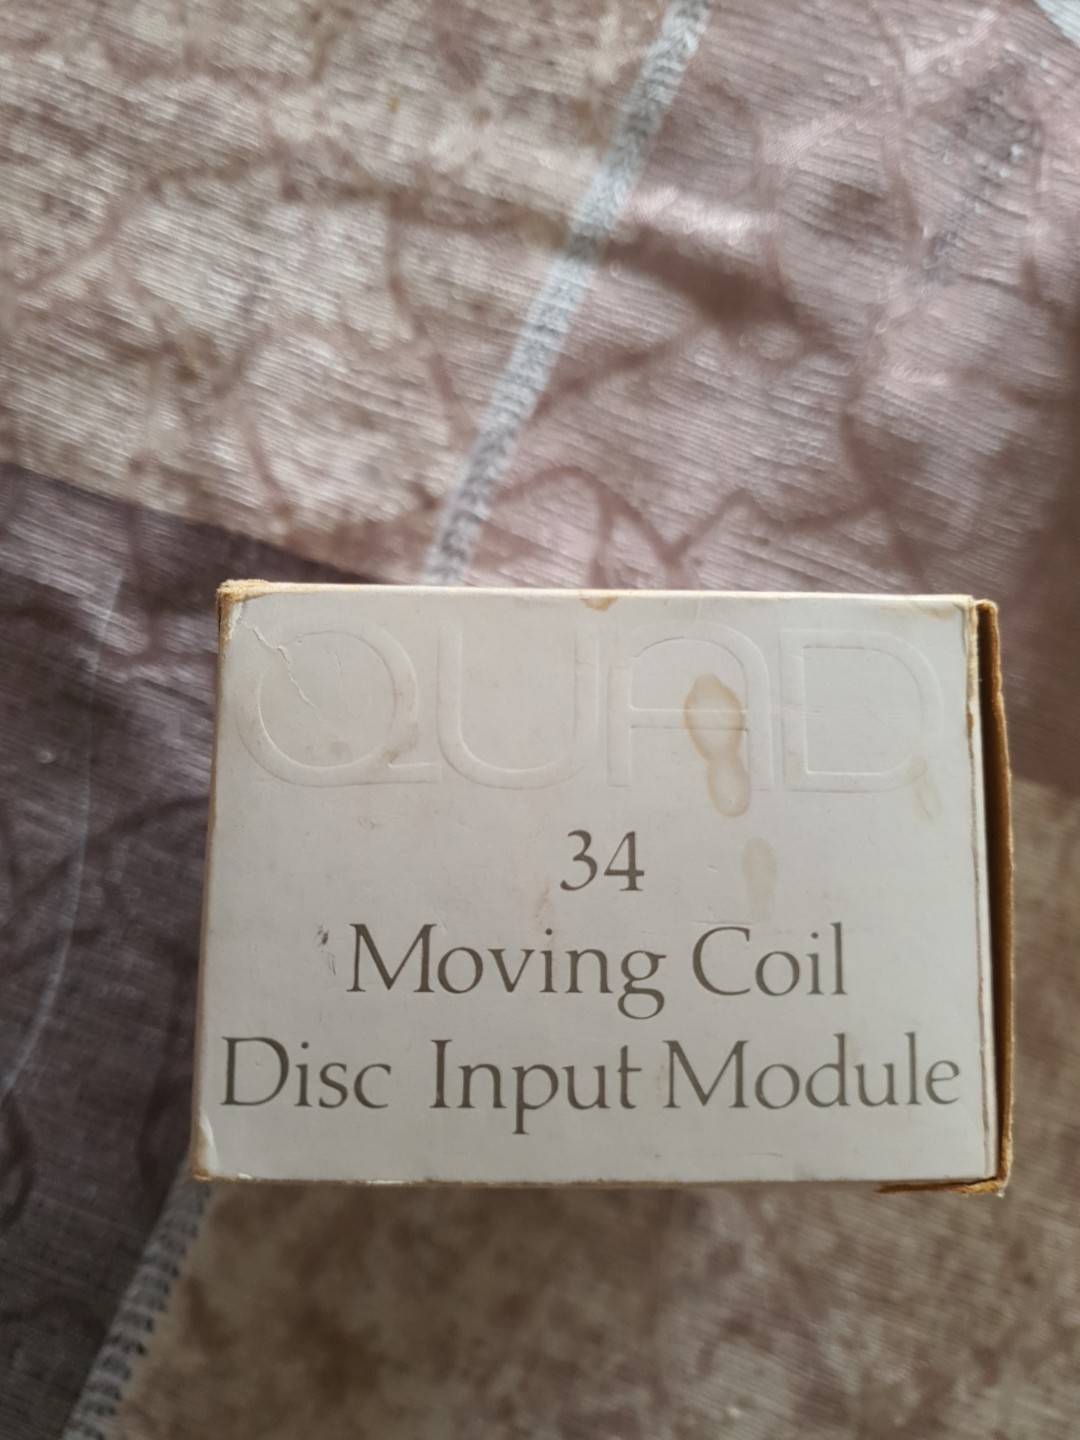 QUAD
34
Moving Coil
Disc Input Module